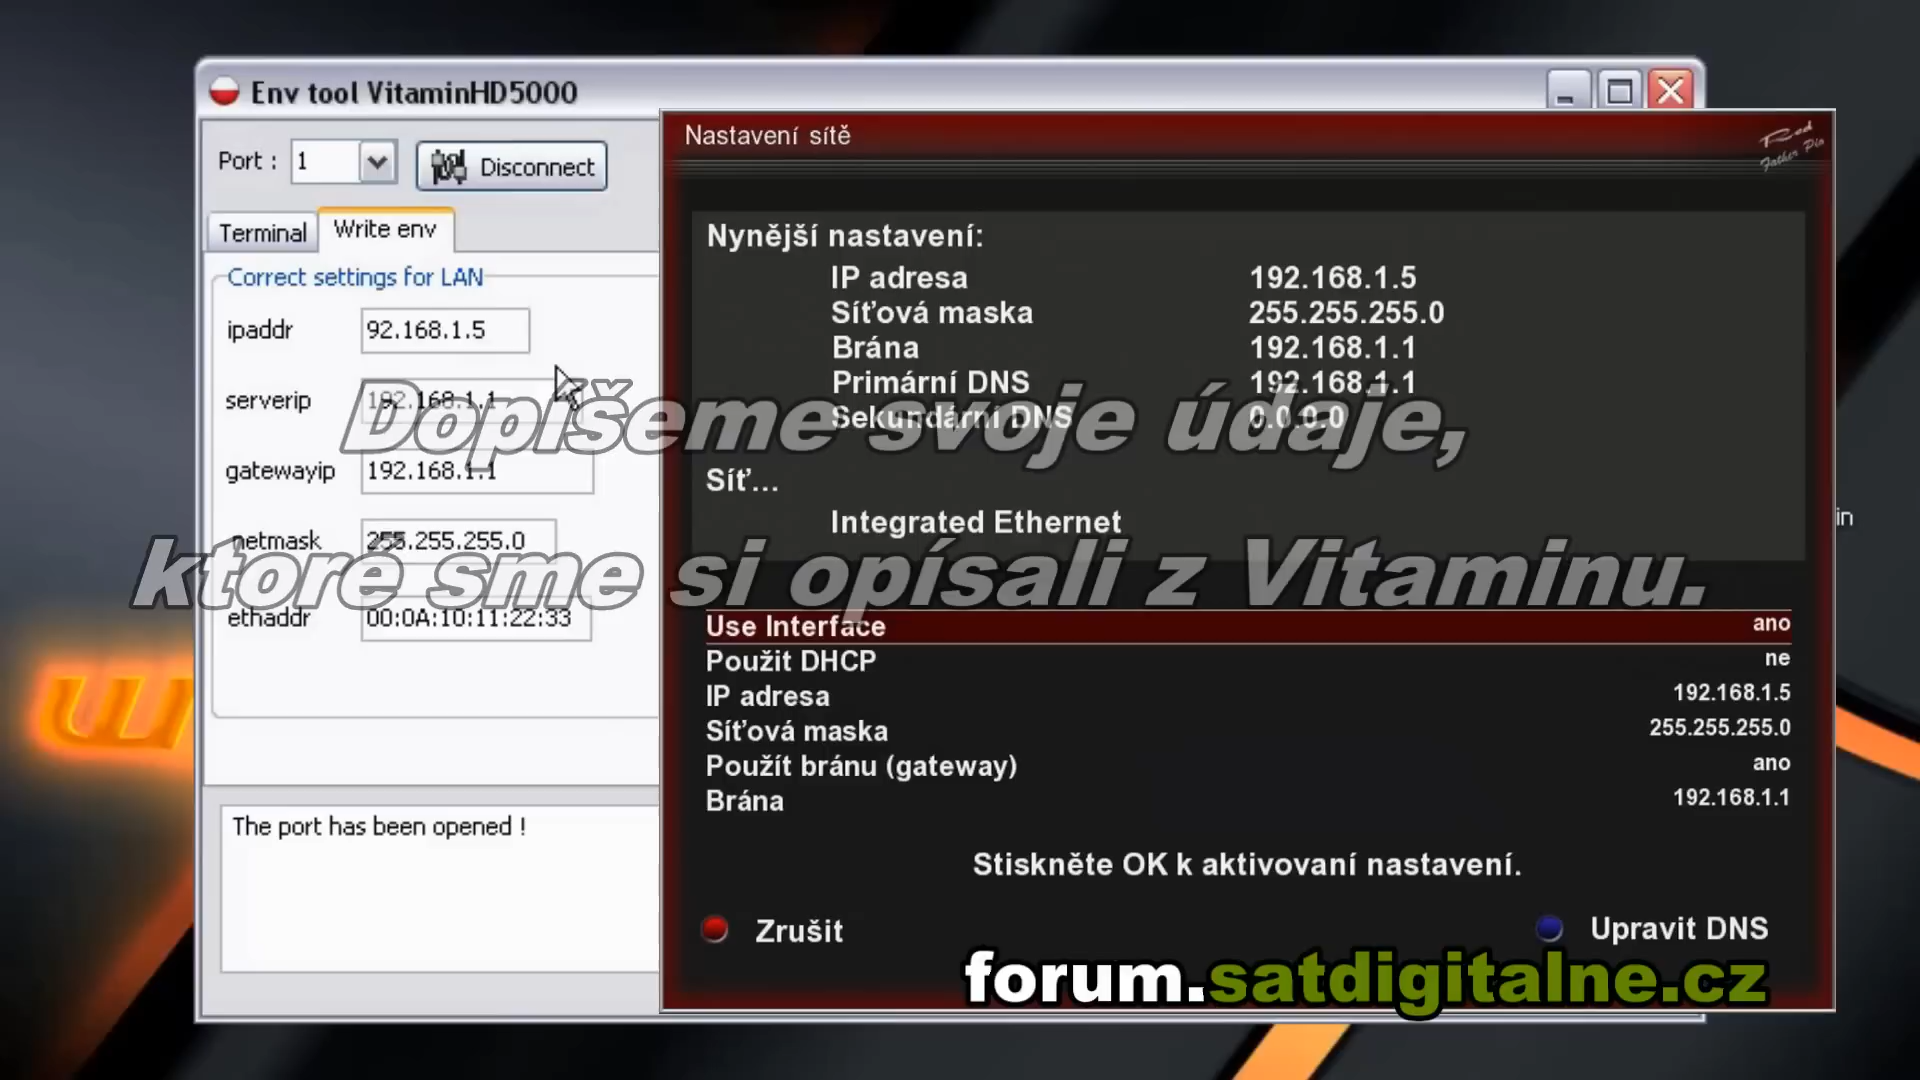 Env tool VitaminHD5000
Port :
1
Disconnect
Terminal
Write env
Correct settings for LAN
ipaddr
92.168.1.5
serverip
192.168.1.1
gatewayip
192.168.1.1
netmask
255.255.255.0
ethaddr
00:0A:10:11:22:33
The port has been opened !
Nastavení sítě
Red
Father Pio
Nynější nastavení:
IP adresa 192.168.1.5
Síťová maska 255.255.255.0
Brána 192.168.1.1
Primární DNS 192.168.1.1
Sekundární DNS 0.0.0.0
Síť...
Integrated Ethernet
Use Interface ano
Použit DHCP ne
IP adresa 192.168.1.5
Síťová maska 255.255.255.0
Použít bránu (gateway) ano
Brána 192.168.1.1
Stiskněte OK k aktivovaní nastavení.
Zrušit
Upravit DNS
Dopíšeme svoje údaje,
ktoré sme si opísali z Vitaminu.
forum.satdigitalne.cz